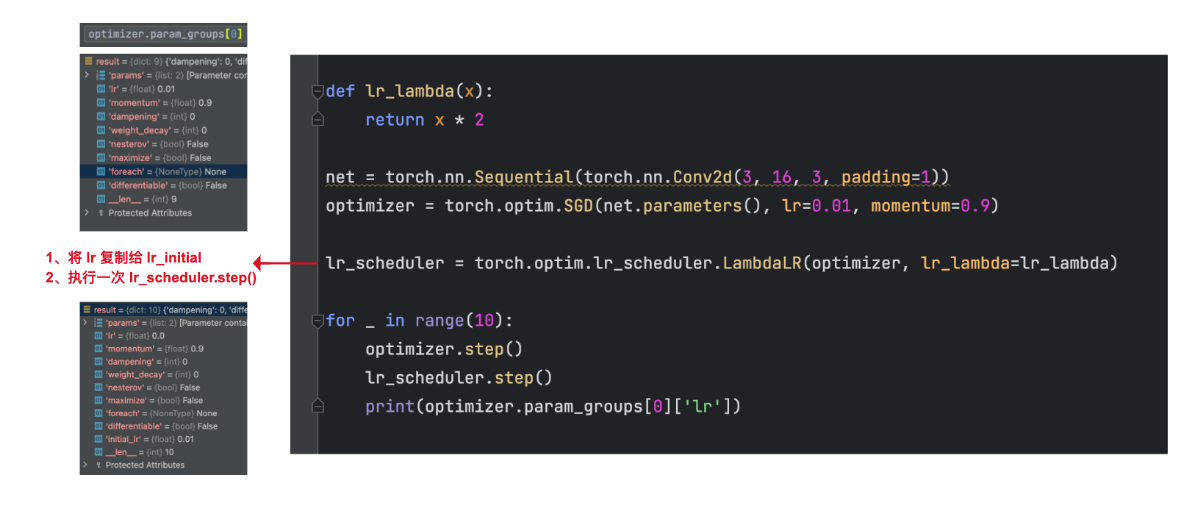 optimizer.param_groups[0]
result = {dict: 9} {'dampening': 0, 'dif
'params' = {list: 2} [Parameter cor
'lr' = {float} 0.01
'momentum' = {float} 0.9
'dampening' = {int} 0
'weight_decay' = {int} 0
'nesterov' = {bool} False
'maximize' = {bool} False
'foreach' = {NoneType} None
'differentiable' = {bool} False
__len__ = {int} 9
Protected Attributes
1、将 lr 复制给 lr_initial
2、执行一次 lr_scheduler.step()
result = {dict: 10} {'dampening': 0, 'diffe
'params' = {list: 2} [Parameter contai
'lr' = {float} 0.0
'momentum' = {float} 0.9
'dampening' = {int} 0
'weight_decay' = {int} 0
'nesterov' = {bool} False
'maximize' = {bool} False
'foreach' = {NoneType} None
'differentiable' = {bool} False
'initial_lr' = {float} 0.01
__len__ = {int} 10
Protected Attributes
def lr_lambda(x):
return x * 2
net = torch.nn.Sequential(torch.nn.Conv2d(3, 16, 3, padding=1))
optimizer = torch.optim.SGD(net.parameters(), lr=0.01, momentum=0.9)
lr_scheduler = torch.optim.lr_scheduler.LambdaLR(optimizer, lr_lambda=lr_lambda)
for _ in range(10):
optimizer.step()
lr_scheduler.step()
print(optimizer.param_groups[0]['lr'])